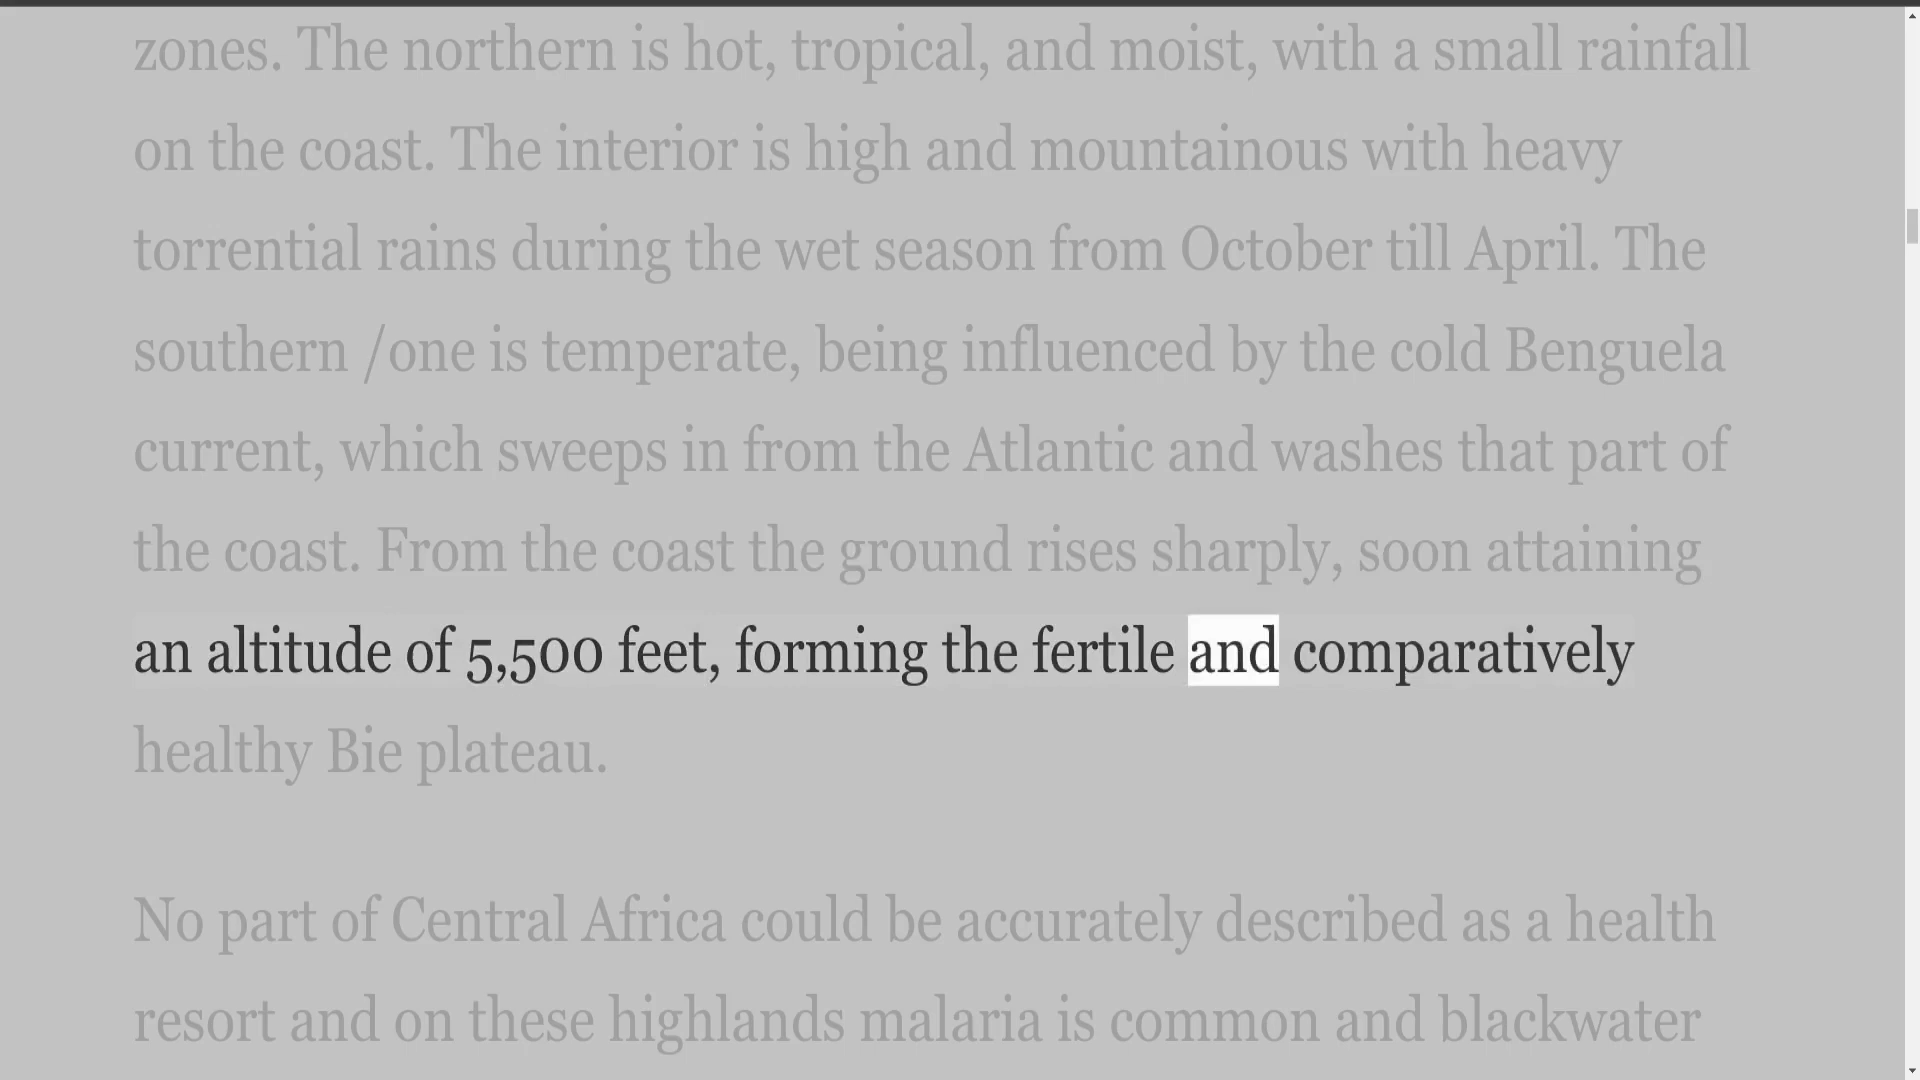 zones. The northern is hot, tropical, and moist, with a small rainfall
on the coast. The interior is high and mountainous with heavy
torrential rains during the wet season from October till April. The
southern /one is temperate, being influenced by the cold Benguela
current, which sweeps in from the Atlantic and washes that part of
the coast. From the coast the ground rises sharply, soon attaining
an altitude of 5,500 feet, forming the fertile and comparatively
healthy Bie plateau.
No part of Central Africa could be accurately described as a health
resort and on these highlands malaria is common and blackwater